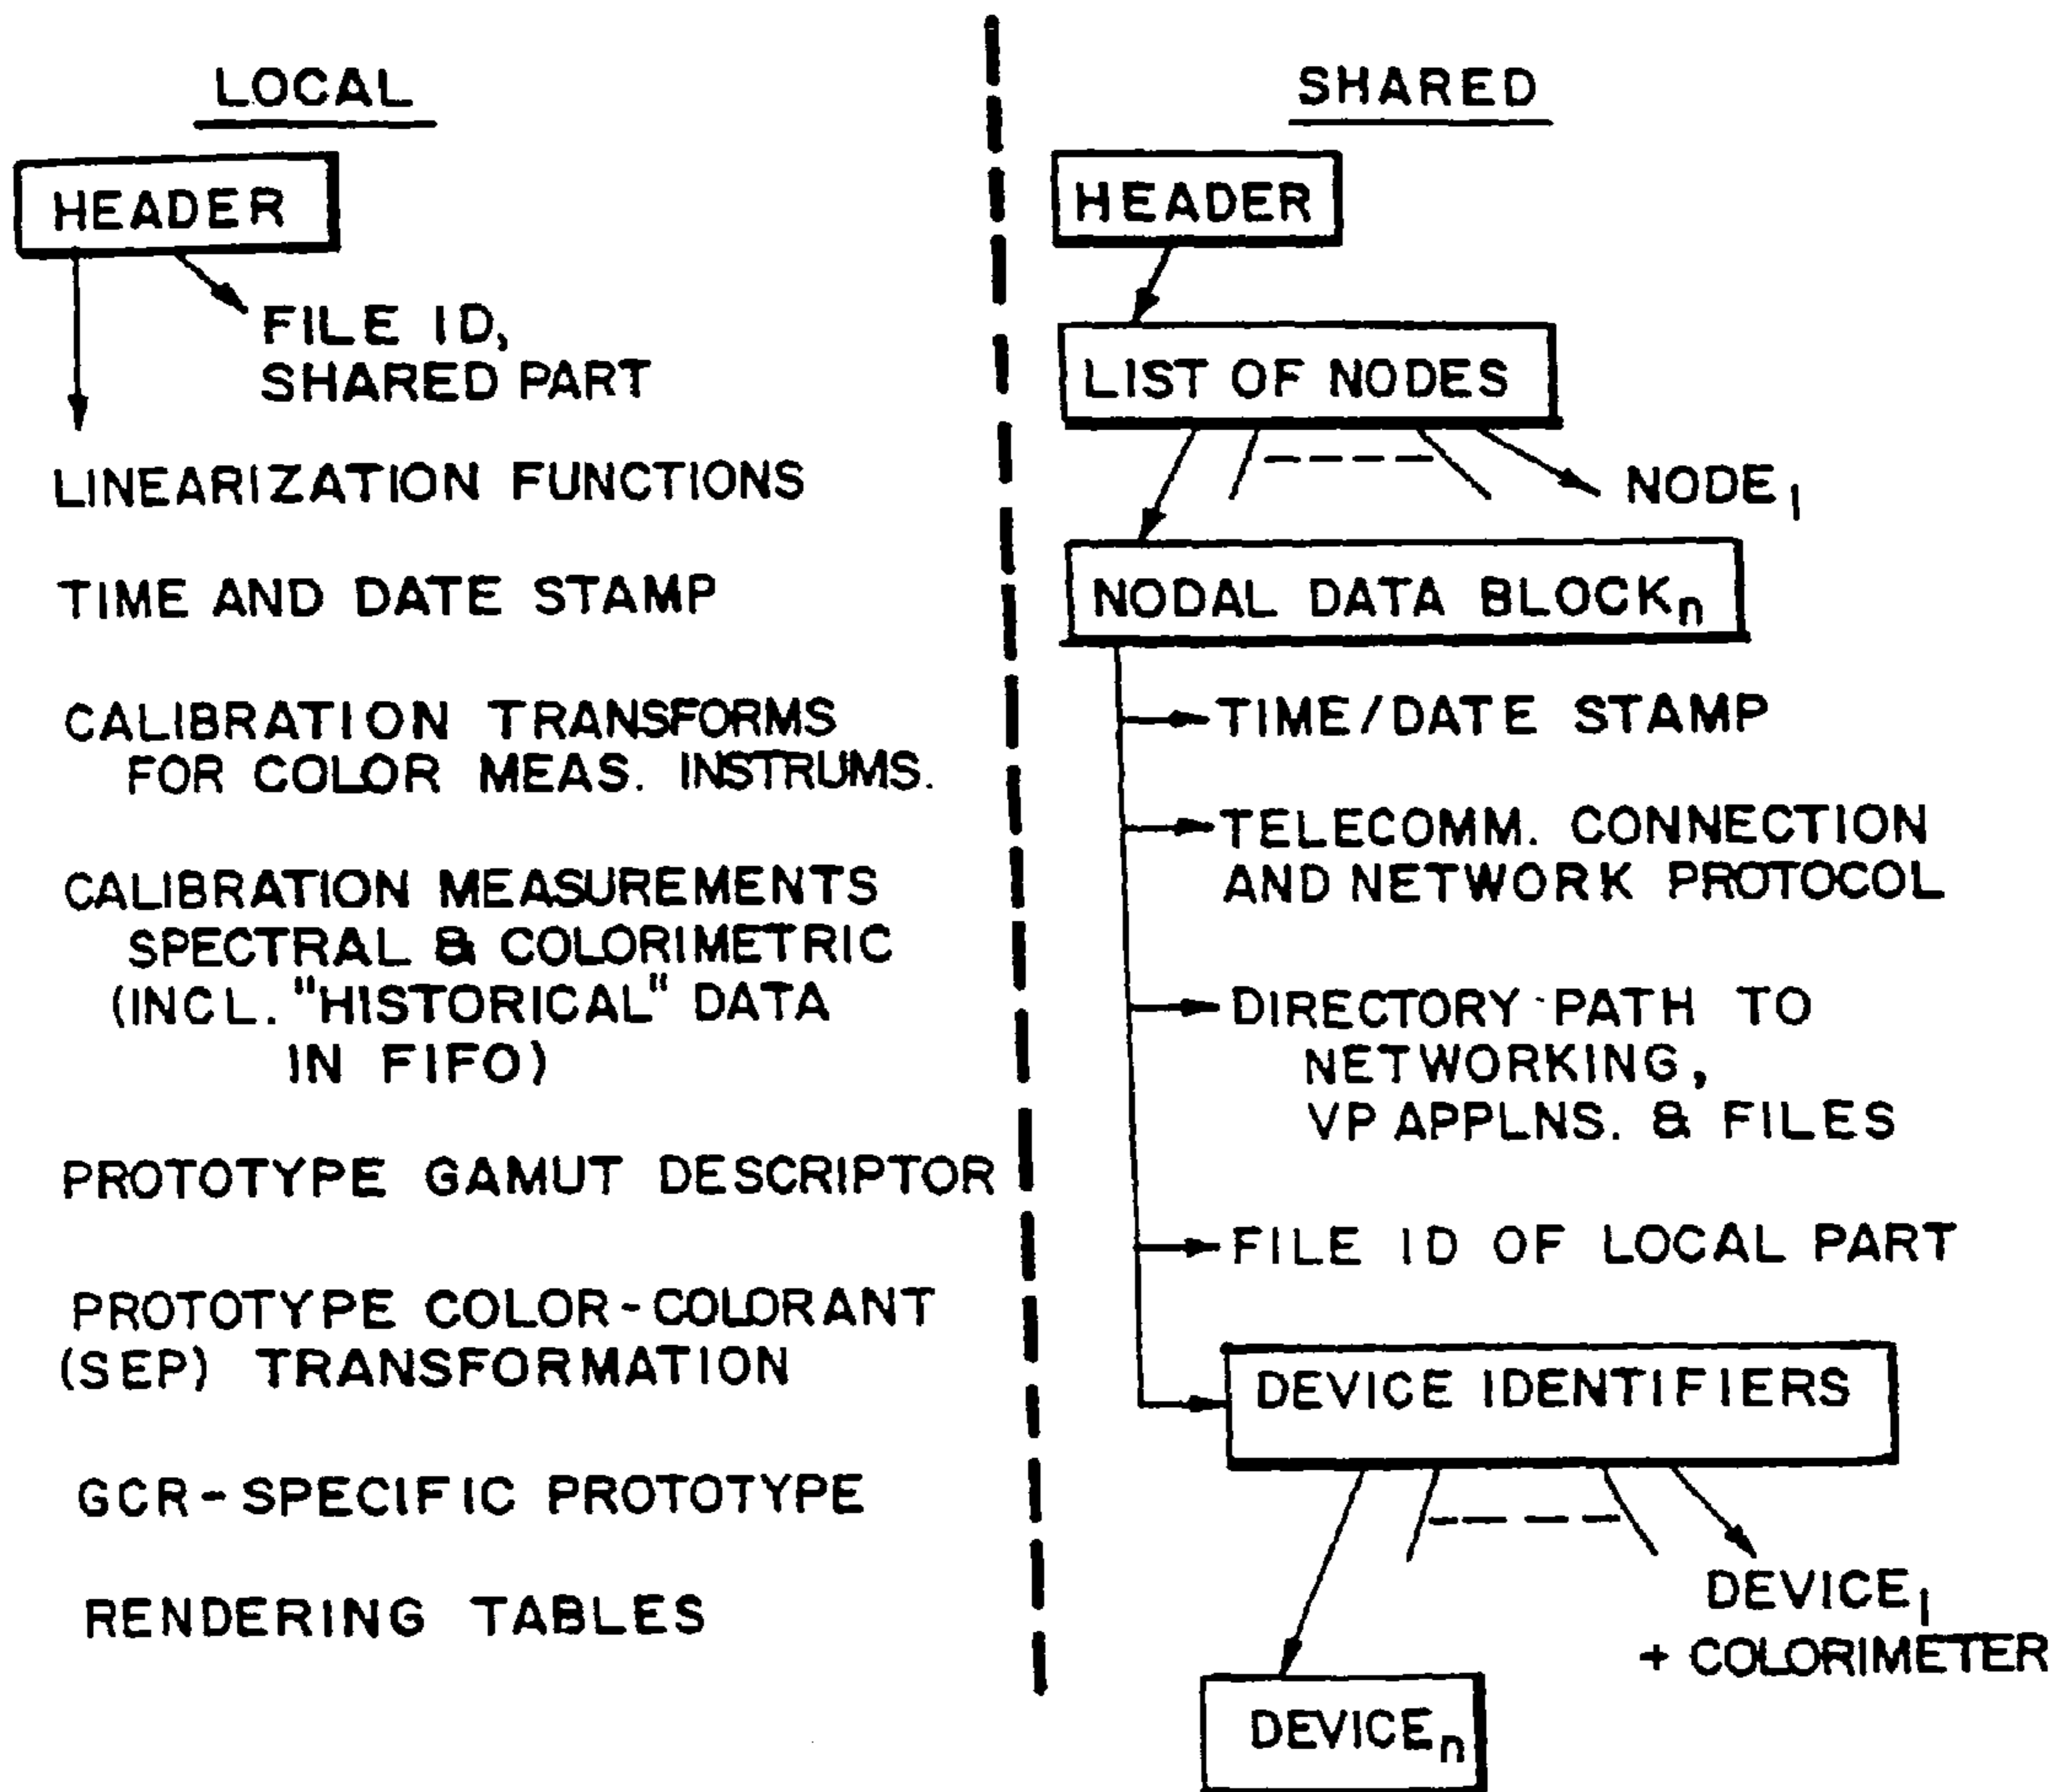 LOCAL
HEADER
FILE ID,
SHARED PART
LINEARIZATION FUNCTIONS
TIME AND DATE STAMP
CALIBRATION TRANSFORMS
FOR COLOR MEAS. INSTRUMS.
CALIBRATION MEASUREMENTS
SPECTRAL & COLORIMETRIC
(INCL. "HISTORICAL" DATA
IN FIFO)
PROTOTYPE GAMUT DESCRIPTOR
PROTOTYPE COLOR-COLORANT
(SEP) TRANSFORMATION
GCR-SPECIFIC PROTOTYPE
RENDERING TABLES
SHARED
HEADER
LIST OF NODES
NODE1
NODAL DATA BLOCKn
TIME/DATE STAMP
TELECOMM. CONNECTION
AND NETWORK PROTOCOL
DIRECTORY-PATH TO
NETWORKING,
VP APPLNS. & FILES
FILE ID OF LOCAL PART
DEVICE IDENTIFIERS
DEVICE1
+ COLORIMETER
DEVICEn